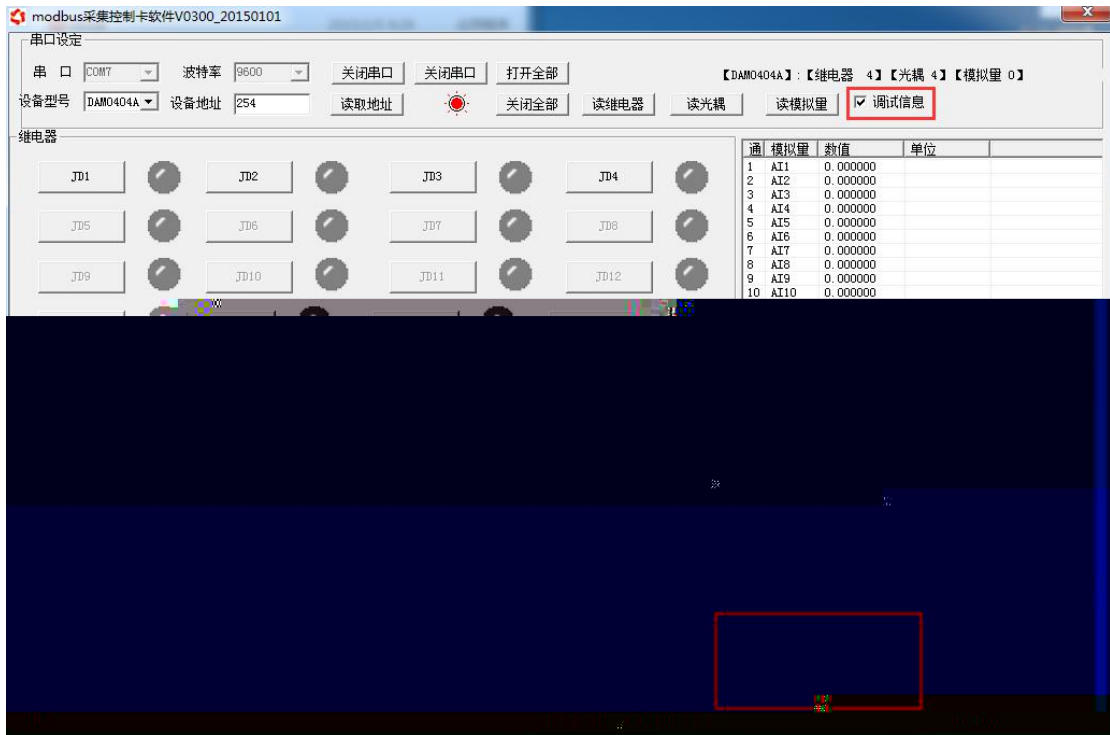 modbus采集控制卡软件V0300_20150101
串口设定
串 口 COM7 波特率 9600 关闭串口 关闭串口 打开全部 【DAM0404A】:【继电器 4】【光耦 4】【模拟量 0】
设备型号 DAM0404A 设备地址 254 读取地址 关闭全部 读继电器 读光耦 读模拟量 调试信息
继电器
通 模拟量 数值 单位
JD1 JD2 JD3 JD4
JD5 JD6 JD7 JD8
JD9 JD10 JD11 JD12
1 AI1 0.000000
2 AI2 0.000000
3 AI3 0.000000
4 AI4 0.000000
5 AI5 0.000000
6 AI6 0.000000
7 AI7 0.000000
8 AI8 0.000000
9 AI9 0.000000
10 AI10 0.000000